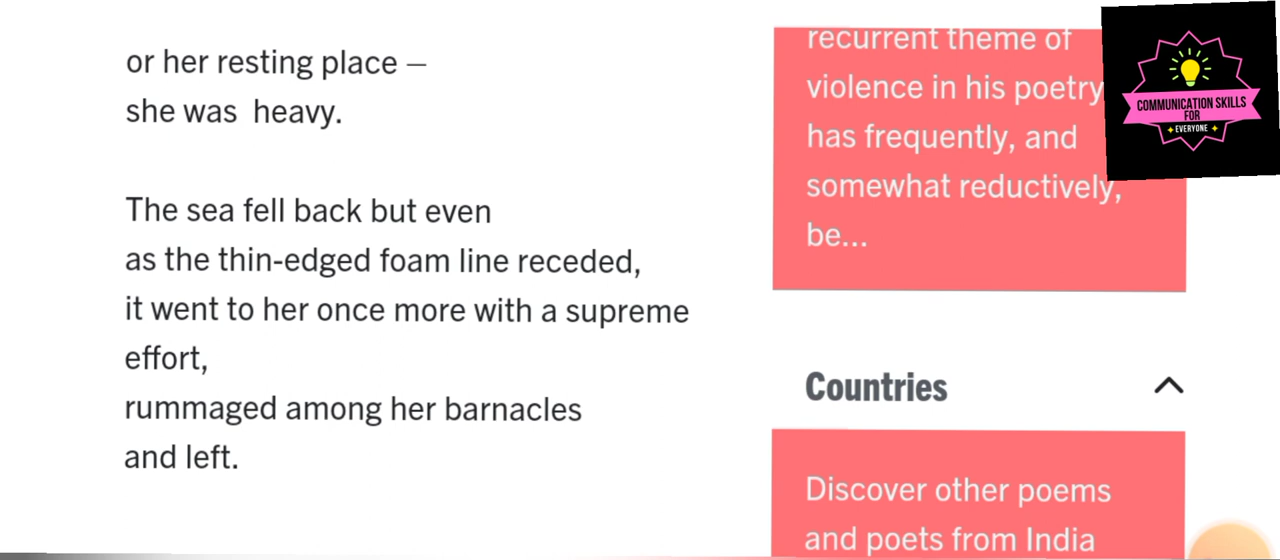 or her resting place –
she was  heavy.
The sea fell back but even
as the thin-edged foam line receded,
it went to her once more with a supreme
effort,
rummaged among her barnacles
and left.
recurrent theme of
violence in his poetry
has frequently, and
somewhat reductively,
be...
Countries
Discover other poems
and poets from India
COMMUNICATION SKILLS
FOR
EVERYONE